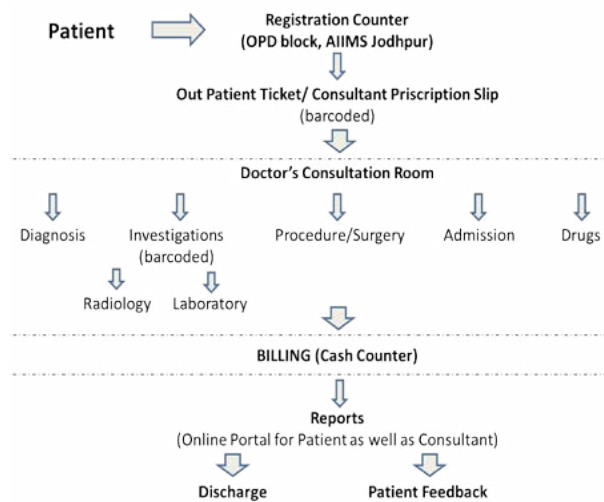 Patient
Registration Counter
(OPD block, AIIMS Jodhpur)
Out Patient Ticket/ Consultant Priscription Slip
(barcoded)
Doctor's Consultation Room
Diagnosis
Investigations
(barcoded)
Procedure/Surgery
Admission
Drugs
Radiology
Laboratory
BILLING (Cash Counter)
Reports
(Online Portal for Patient as well as Consultant)
Discharge
Patient Feedback